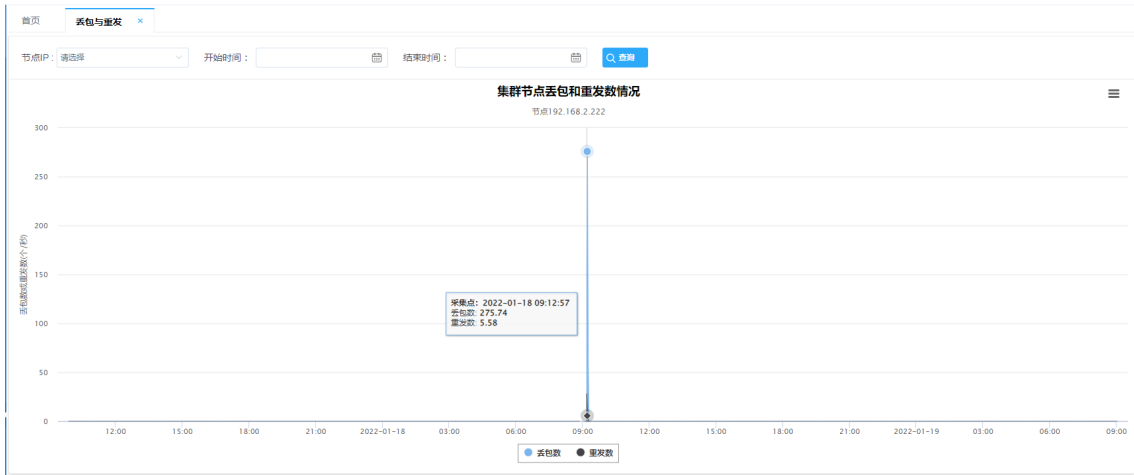 首页 丢包与重发 ×
节点IP： 请选择 开始时间： 结束时间： 查询
集群节点丢包和重发数情况
节点192.168.2.222
丢包数或重发数(个/秒)
300
250
200
150
100
50
0
采集点：2022-01-18 09:12:57
丢包数: 275.74
重发数: 5.58
12:00 15:00 18:00 21:00 2022-01-18 03:00 06:00 09:00 12:00 15:00 18:00 21:00 2022-01-19 03:00 06:00 09:00
丢包数 重发数